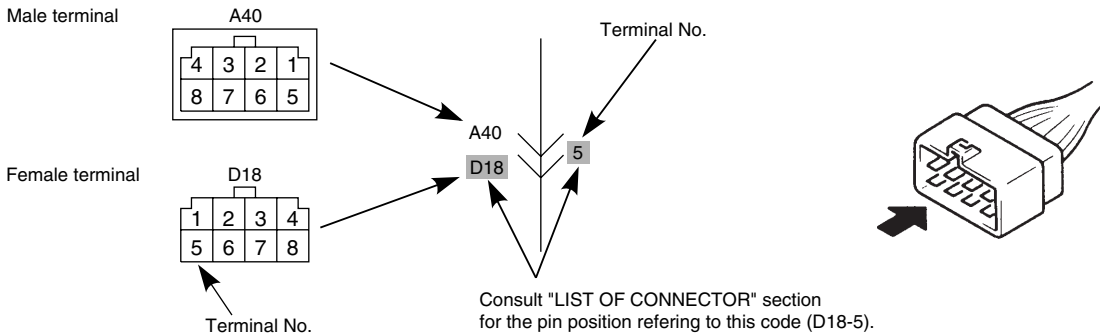 Male terminal
A40
4 3 2 1
8 7 6 5
Terminal No.
A40
D18
5
Female terminal
D18
1 2 3 4
5 6 7 8
Terminal No.
Consult "LIST OF CONNECTOR" section
for the pin position refering to this code (D18-5).